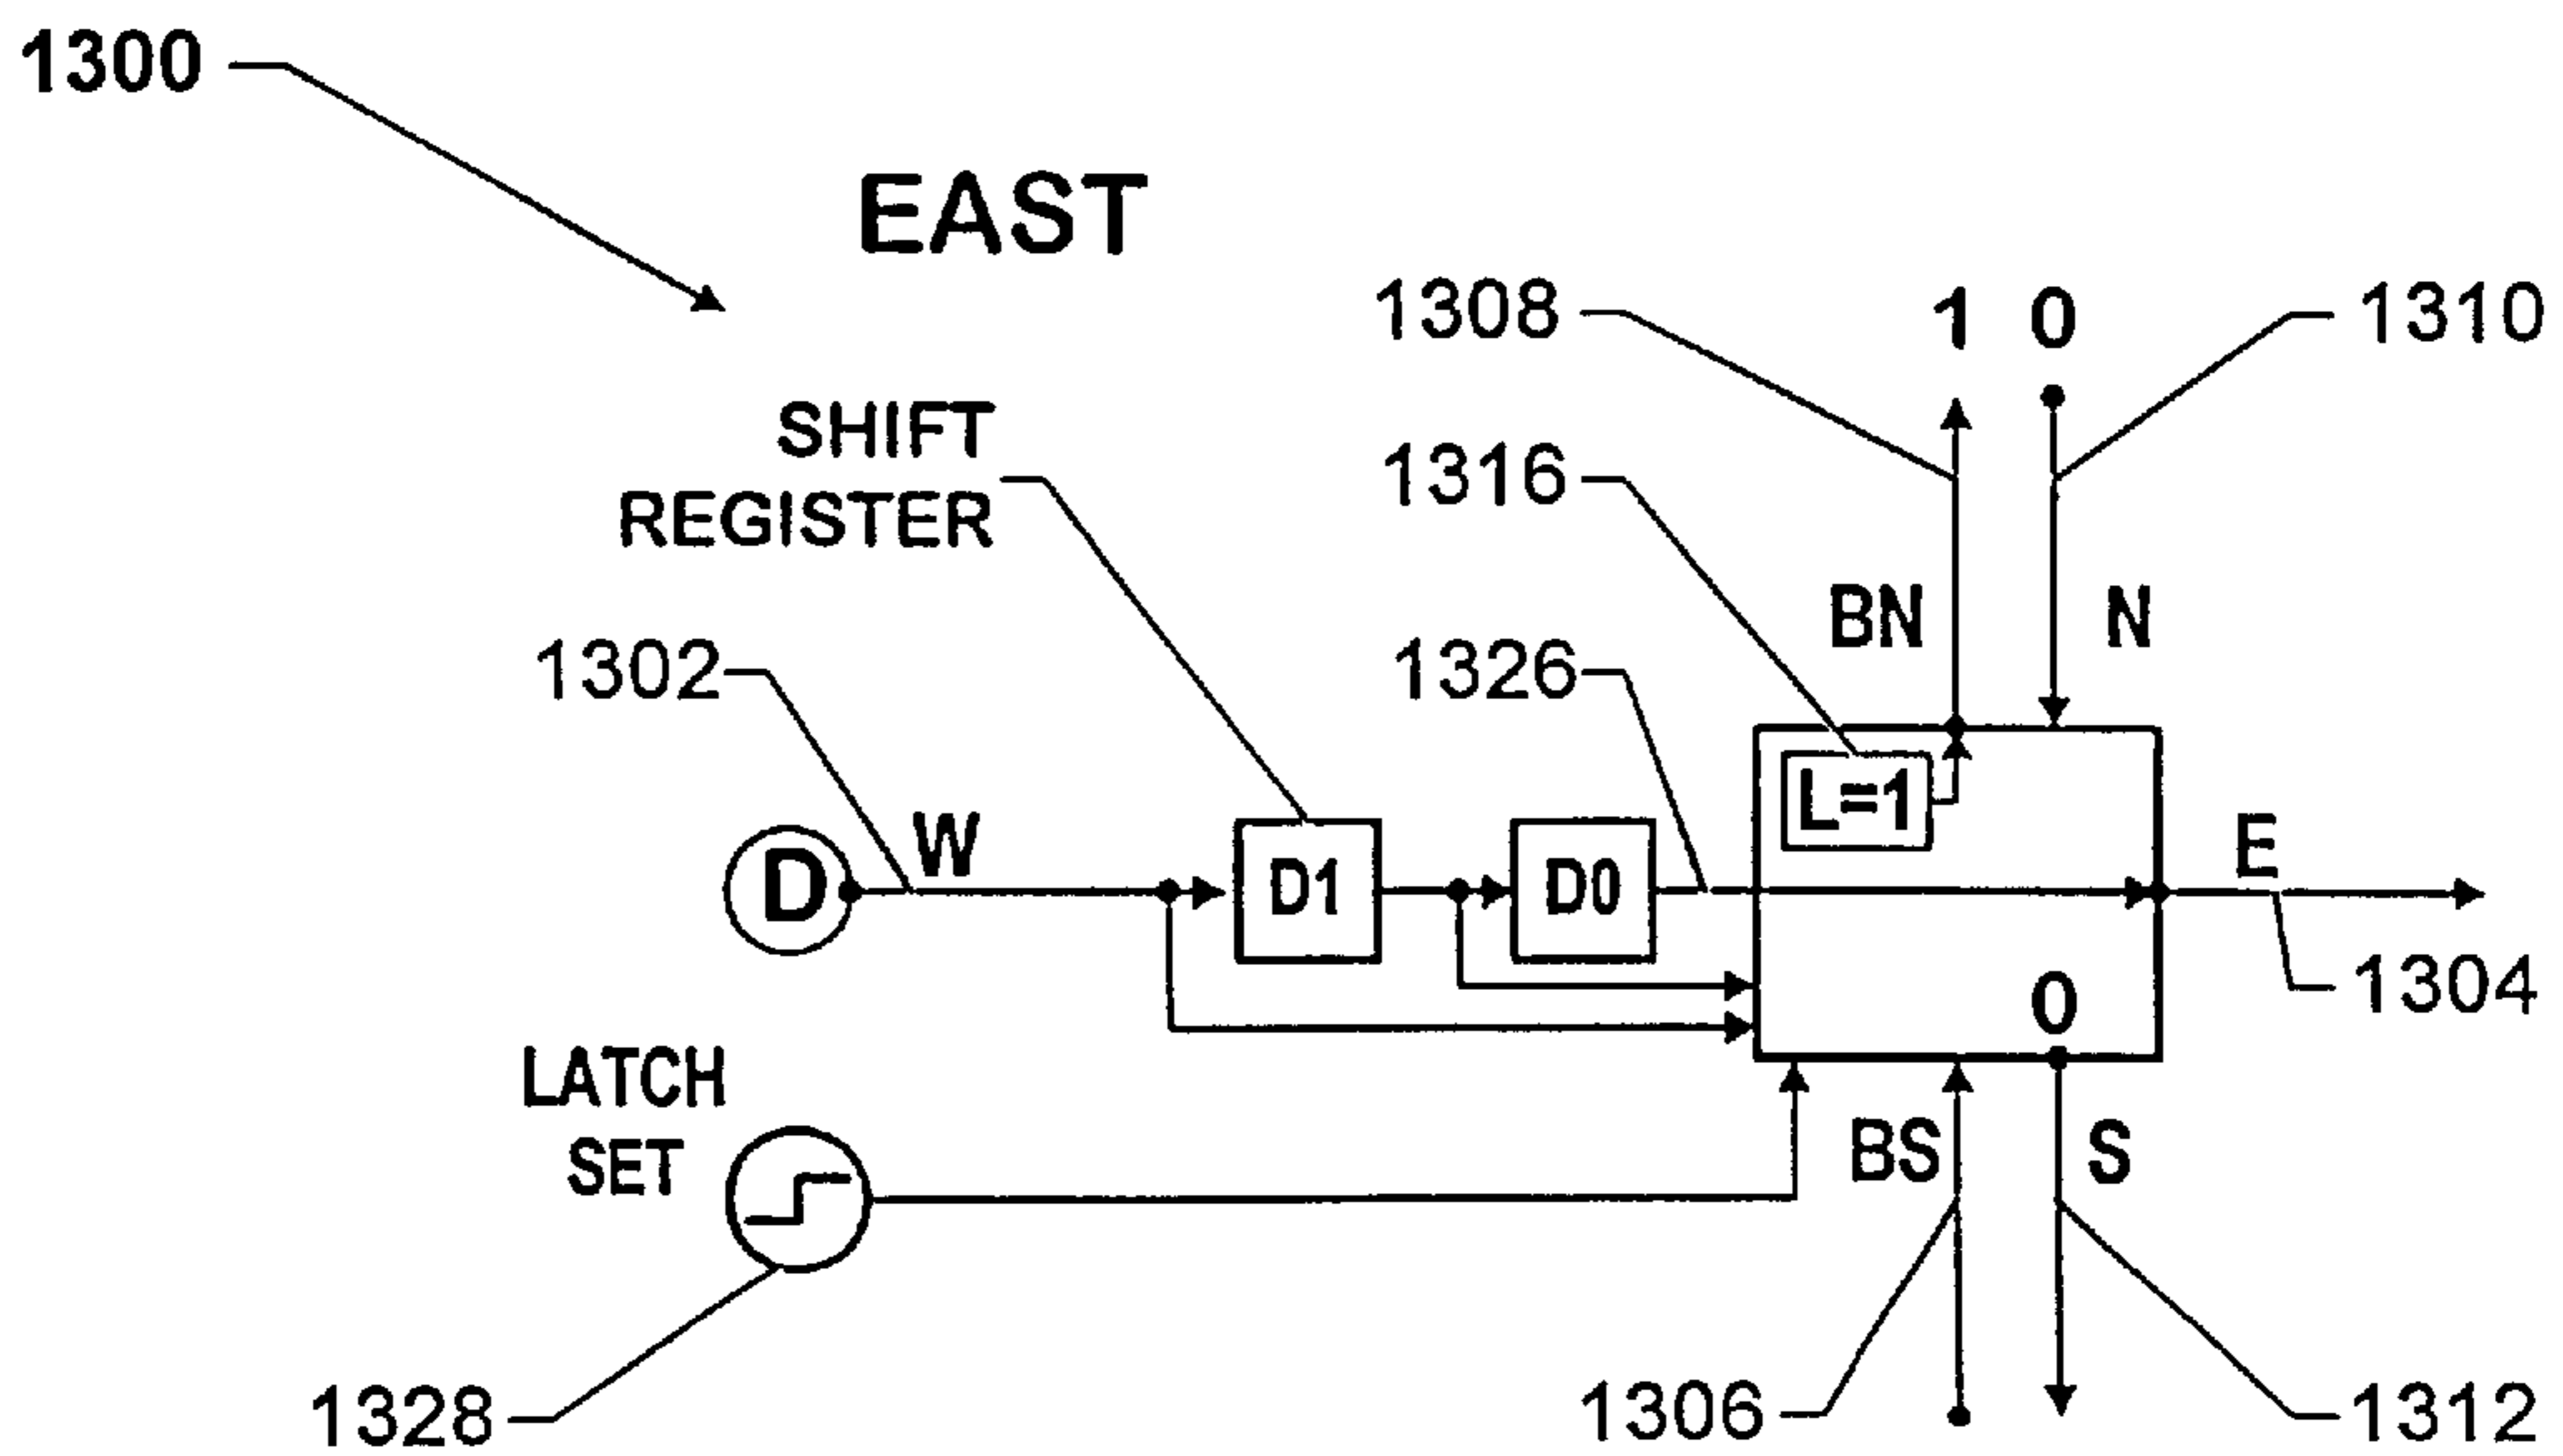 1300
EAST
1308
1 0
1310
SHIFT
REGISTER
1316
BN
N
1302
1326
L=1
W
E
D
D1
D0
1304
0
LATCH
SET
BS
S
1328
1306
1312